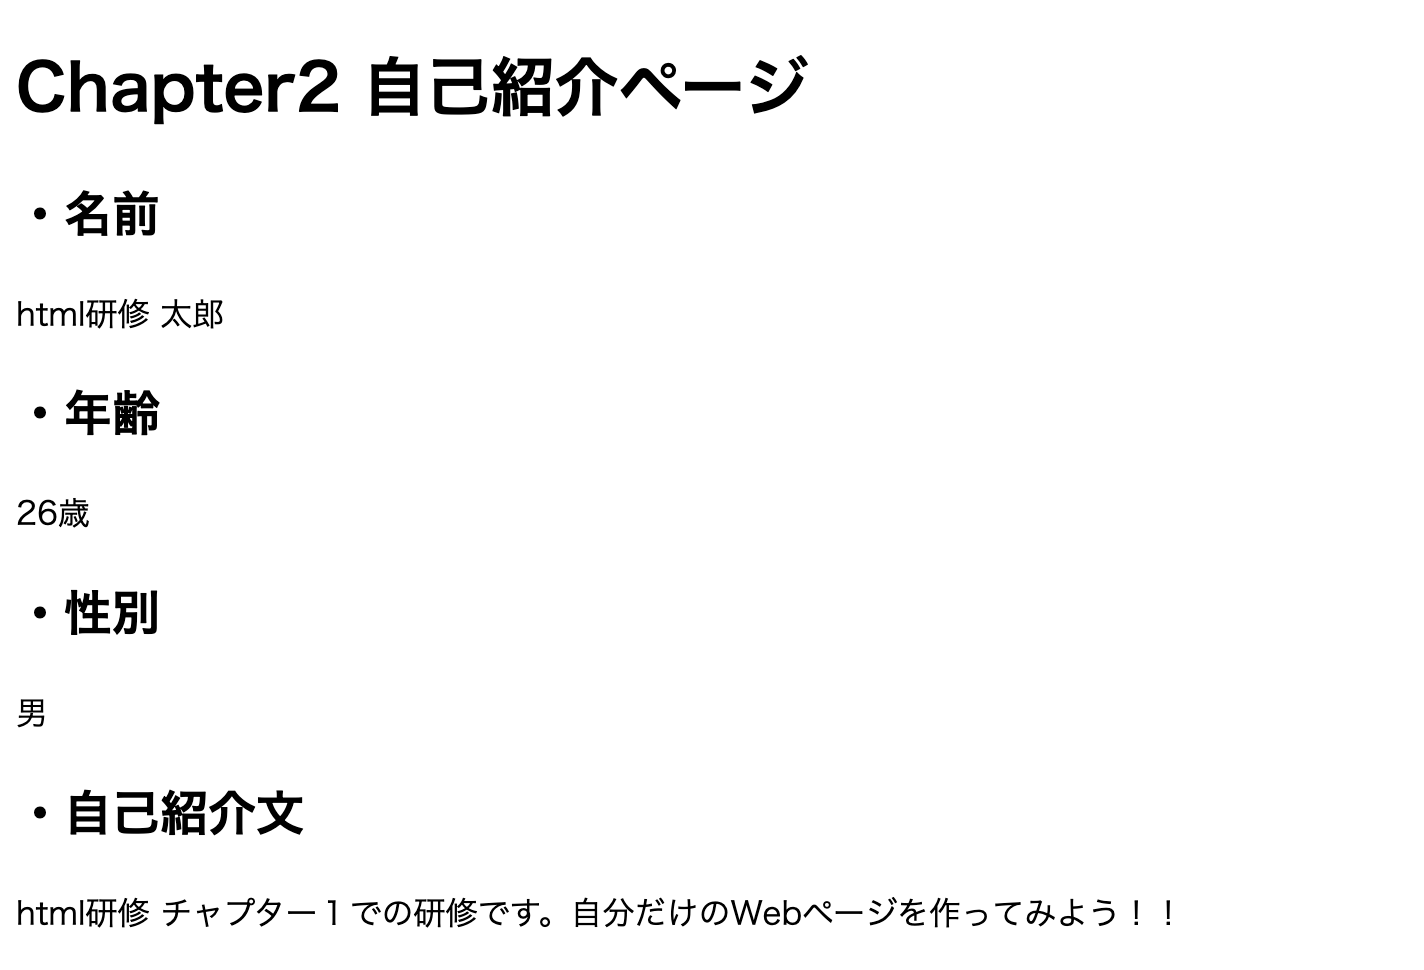 Chapter2 自己紹介ページ
・名前
html研修 太郎
・年齢
26歳
・性別
男
・自己紹介文
html研修 チャプター１での研修です。自分だけのWebページを作ってみよう！！